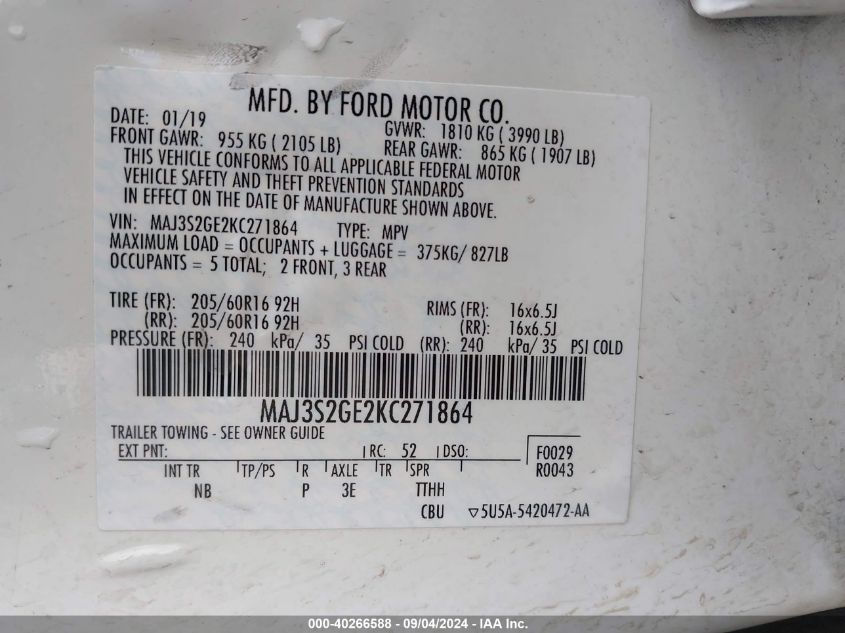 MFD. BY FORD MOTOR CO.
DATE: 01/19 GVWR: 1810 KG ( 3990 LB)
FRONT GAWR: 955 KG ( 2105 LB) REAR GAWR: 865 KG ( 1907 LB)
THIS VEHICLE CONFORMS TO ALL APPLICABLE FEDERAL MOTOR
VEHICLE SAFETY AND THEFT PREVENTION STANDARDS
IN EFFECT ON THE DATE OF MANUFACTURE SHOWN ABOVE.
VIN: MAJ3S2GE2KC271864 TYPE: MPV
MAXIMUM LOAD = OCCUPANTS + LUGGAGE = 375KG/ 827LB
OCCUPANTS = 5 TOTAL; 2 FRONT, 3 REAR
TIRE (FR): 205/60R16 92H RIMS (FR): 16x6.5J
(RR): 205/60R16 92H (RR): 16x6.5J
PRESSURE (FR): 240 kPa/ 35 PSI COLD (RR): 240 kPa/ 35 PSI COLD
MAJ3S2GE2KC271864
TRAILER TOWING - SEE OWNER GUIDE
EXT PNT: RC: 52 DSO: F0029
INT TR TP/PS R AXLE TR SPR R0043
NB P 3E TTHH
CBU 5U5A-5420472-AA
000-40266588 - 09/04/2024 - IAA Inc.